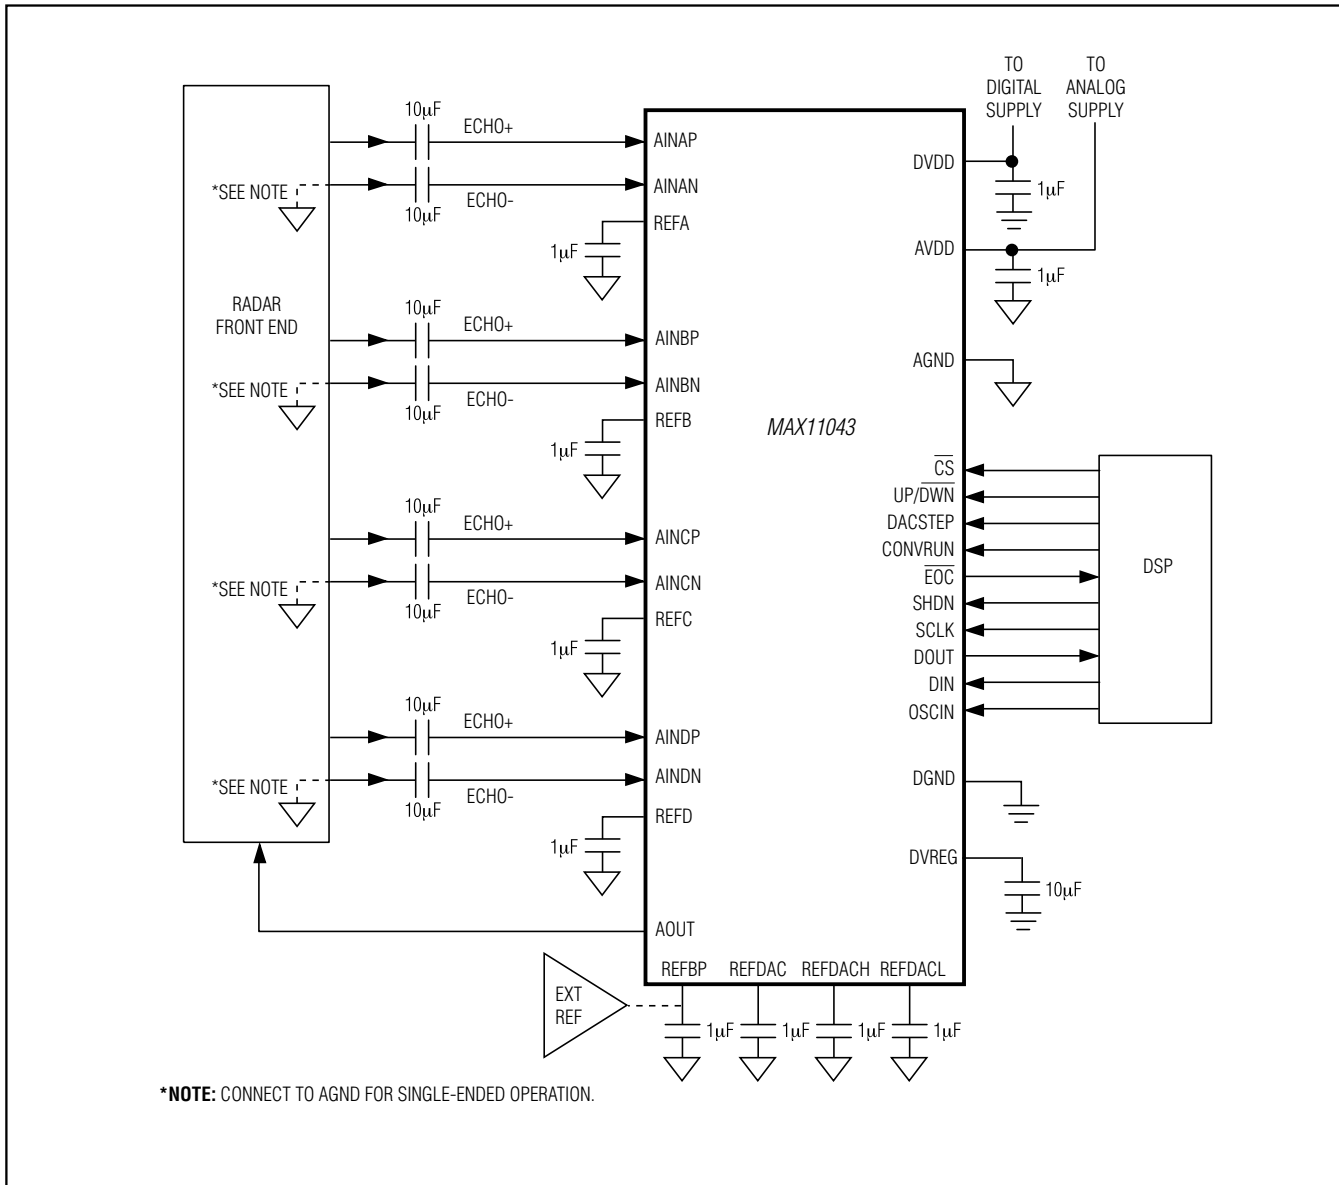 TO
DIGITAL
SUPPLY
TO
ANALOG
SUPPLY
10µF
ECHO+
AINAP
*SEE NOTE
10µF
ECHO-
AINAN
REFA
1µF
RADAR
FRONT END
10µF
ECHO+
AINBP
*SEE NOTE
10µF
ECHO-
AINBN
REFB
1µF
10µF
ECHO+
AINCP
*SEE NOTE
10µF
ECHO-
AINCN
REFC
1µF
10µF
ECHO+
AINDP
*SEE NOTE
10µF
ECHO-
AINDN
REFD
1µF
AOUT
MAX11043
DVDD
1µF
AVDD
1µF
AGND
CS
UP/DWN
DACSTEP
CONVRUN
EOC
SHDN
SCLK
DOUT
DIN
OSCIN
DSP
DGND
DVREG
10µF
REFBP REFDAC REFDACH REFDACL
EXT
REF
1µF 1µF 1µF 1µF
*NOTE: CONNECT TO AGND FOR SINGLE-ENDED OPERATION.